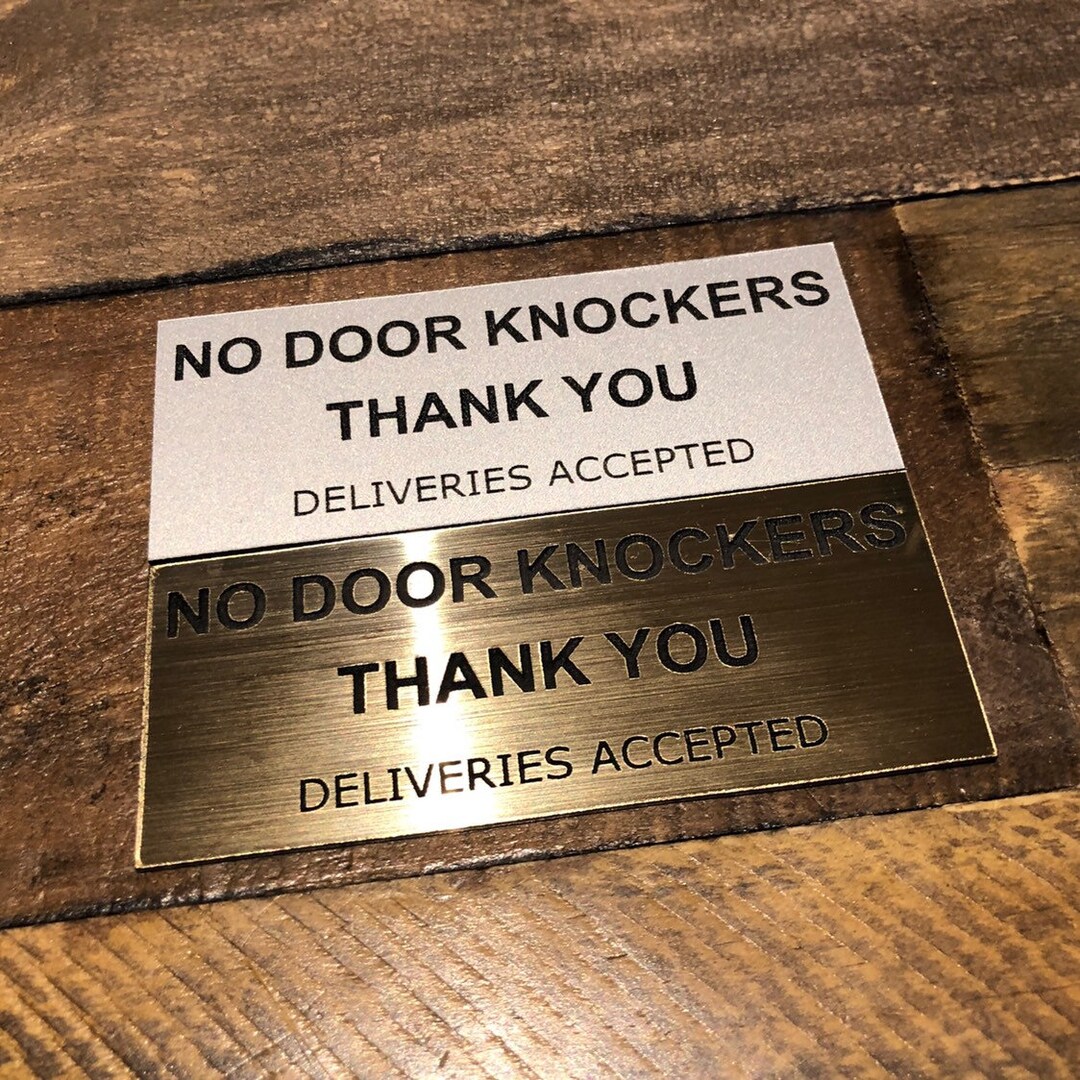 NO DOOR KNOCKERS
THANK YOU
DELIVERIES ACCEPTED
NO DOOR KNOCKERS
THANK YOU
DELIVERIES ACCEPTED